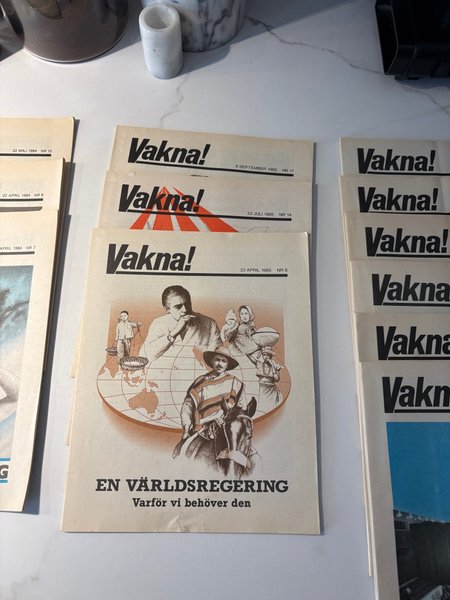 22 MAJ 1984 NR 10
22 APRIL 1984 NR 8
APRIL 1984 NR 7
G
Vakna!
8 SEPTEMBER 1985 NR 17
Vakna!
22 JULI 1985 NR 14
Vakna!
22 APRIL 1985 NR 8
EN VÄRLDSREGERING
Varför vi behöver den
Vakna!
Vakna!
Vakna!
Vakna
Vakna
Vakn